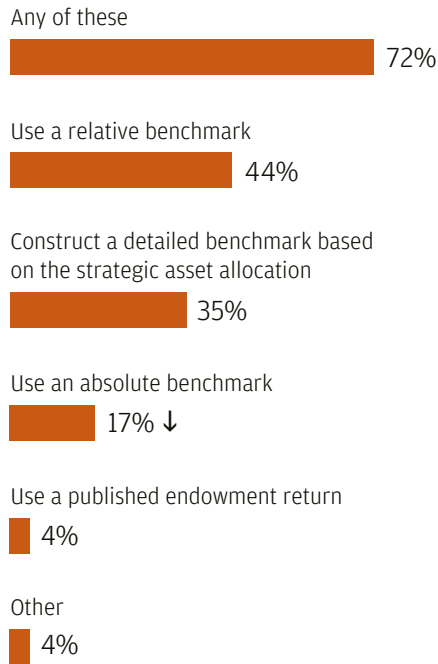 Any of these
72%
Use a relative benchmark
44%
Construct a detailed benchmark based
on the strategic asset allocation
35%
Use an absolute benchmark
17% ↓
Use a published endowment return
4%
Other
4%